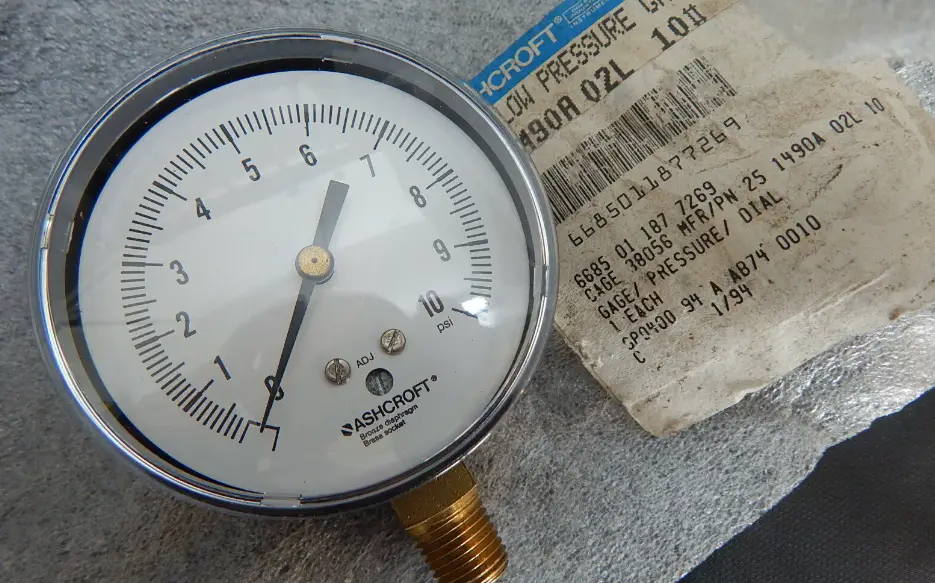 0
1
2
3
4
5
6
7
8
9
10
psi
ADJ
ASHCROFT®
Bronze diaphragm
Brass socket
ASHCROFT®
LOW PRESSURE
490A 02L 10#
6685011877269
6685 01 187 7269
CAGE 38056 MFR/PN 25 1490A 02L 10
GAGE/ PRESSURE/ DIAL
1 EACH
SP0400 94 A AB74 0010
C 1/94